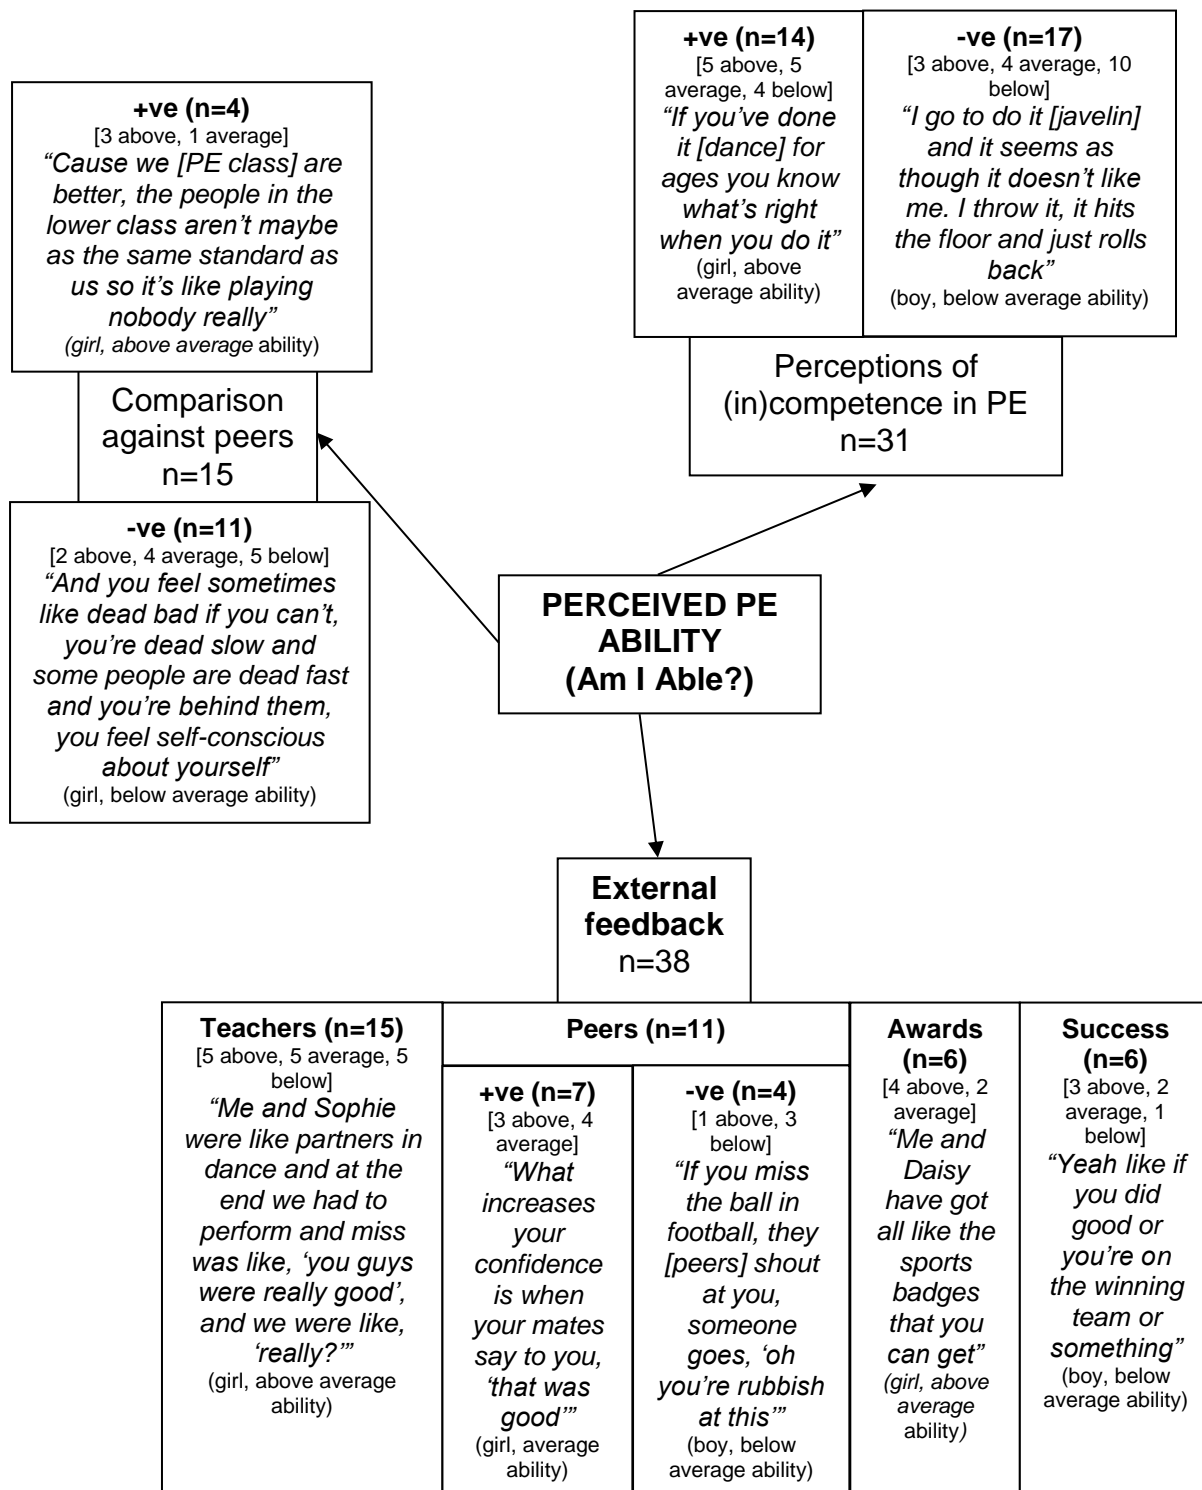 +ve (n=4)
[3 above, 1 average]
“Cause we [PE class] are
better, the people in the
lower class aren’t maybe
as the same standard as
us so it’s like playing
nobody really”
(girl, above average ability)
Comparison
against peers
n=15
-ve (n=11)
[2 above, 4 average, 5 below]
“And you feel sometimes
like dead bad if you can’t,
you’re dead slow and
some people are dead fast
and you’re behind them,
you feel self-conscious
about yourself”
(girl, below average ability)
+ve (n=14)
[5 above, 5
average, 4 below]
“If you’ve done
it [dance] for
ages you know
what’s right
when you do it”
(girl, above
average ability)
-ve (n=17)
[3 above, 4 average, 10
below]
“I go to do it [javelin]
and it seems as
though it doesn’t like
me. I throw it, it hits
the floor and just rolls
back”
(boy, below average ability)
Perceptions of
(in)competence in PE
n=31
PERCEIVED PE
ABILITY
(Am I Able?)
External
feedback
n=38
Teachers (n=15)
[5 above, 5 average, 5
below]
“Me and Sophie
were like partners in
dance and at the
end we had to
perform and miss
was like, ‘you guys
were really good’,
and we were like,
‘really?’”
(girl, above average
ability)
Peers (n=11)
+ve (n=7)
[3 above, 4
average]
“What
increases
your
confidence
is when
your mates
say to you,
‘that was
good’”
(girl, average
ability)
-ve (n=4)
[1 above, 3
below]
“If you miss
the ball in
football, they
[peers] shout
at you,
someone
goes, ‘oh
you’re rubbish
at this’”
(boy, below
average ability)
Awards
(n=6)
[4 above, 2
average]
“Me and
Daisy
have got
all like the
sports
badges
that you
can get”
(girl, above
average
ability)
Success
(n=6)
[3 above, 2
average, 1
below]
“Yeah like if
you did
good or
you’re on
the winning
team or
something”
(boy, below
average ability)